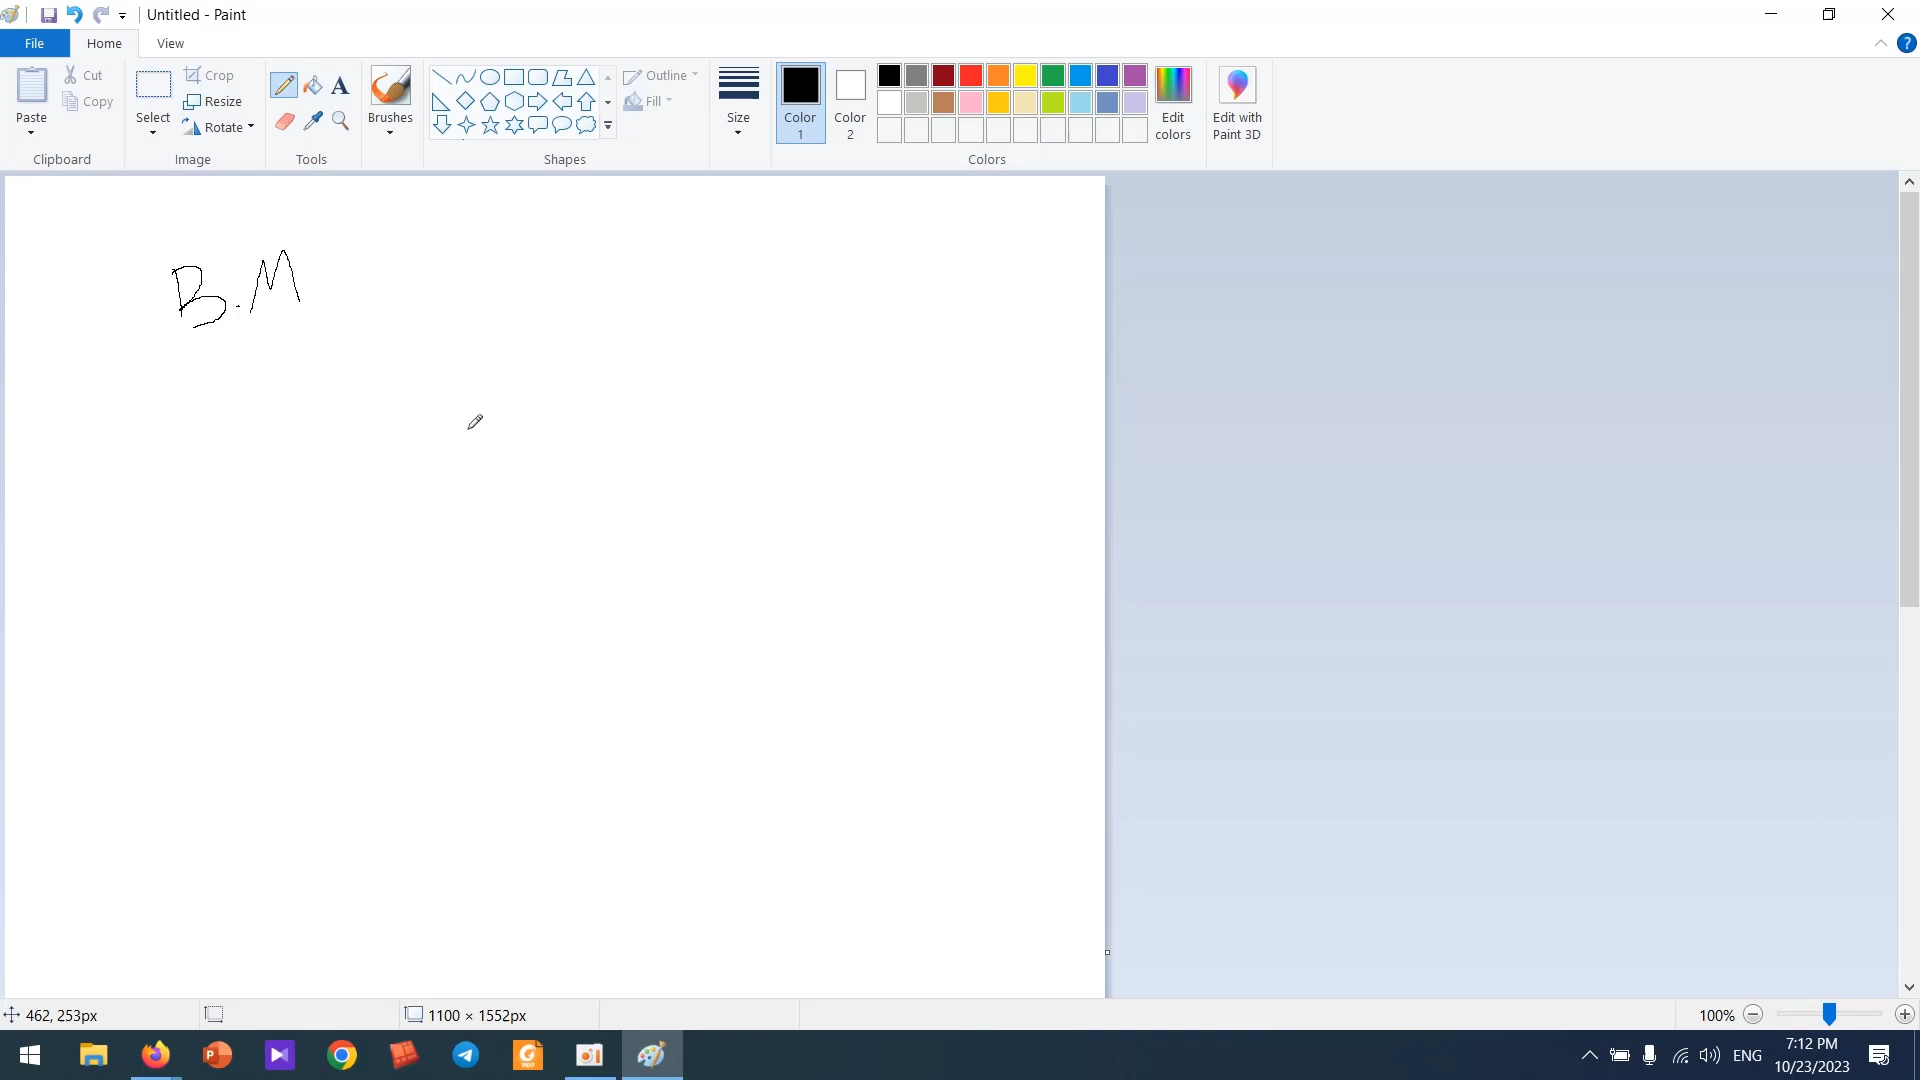 Untitled - Paint
File Home View
Paste Cut Copy Clipboard
Select Crop Resize Rotate Image
Tools
Brushes
Outline Fill Shapes
Size
Color 1 Color 2 Colors
Edit colors
Edit with Paint 3D
B.M
462, 253px 1100 × 1552px 100%
ENG 7:12 PM
10/23/2023